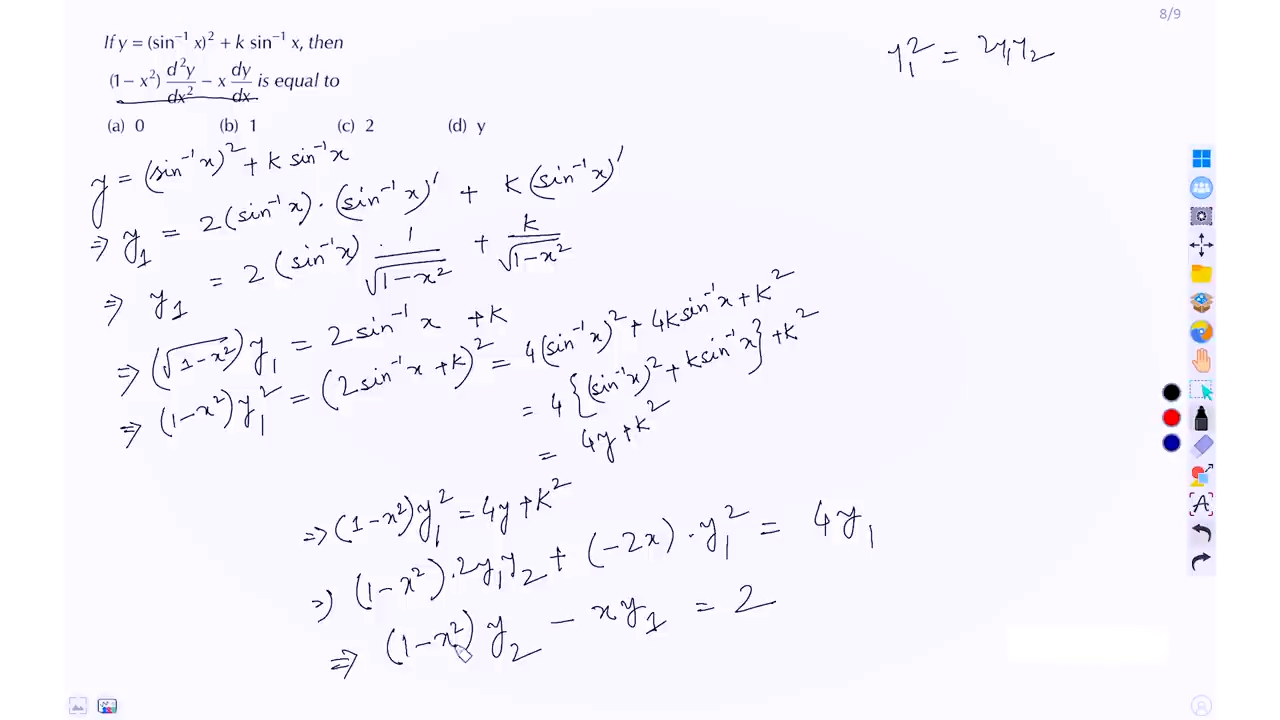 8/9
If y = (sin⁻¹ x)² + k sin⁻¹ x, then
(1 − x²) d²y/dx² − x dy/dx is equal to
(a) 0 (b) 1 (c) 2 (d) y
y₁² = 2y₁y₂
y = (sin⁻¹x)² + k sin⁻¹x
⇒ y₁ = 2(sin⁻¹x) · (sin⁻¹x)′ + k(sin⁻¹x)′
⇒ y₁ = 2(sin⁻¹x) · 1/√(1−x²) + k/√(1−x²)
⇒ (√(1−x²)) y₁ = 2sin⁻¹x + k
⇒ (1−x²) y₁² = (2sin⁻¹x + k)² = 4(sin⁻¹x)² + 4k sin⁻¹x + k²
= 4{(sin⁻¹x)² + k sin⁻¹x} + k²
= 4y + k²
⇒ (1−x²) y₁² = 4y + k²
⇒ (1−x²) · 2y₁y₂ + (−2x) · y₁² = 4y₁
⇒ (1−x²) y₂ − xy₁ = 2
A